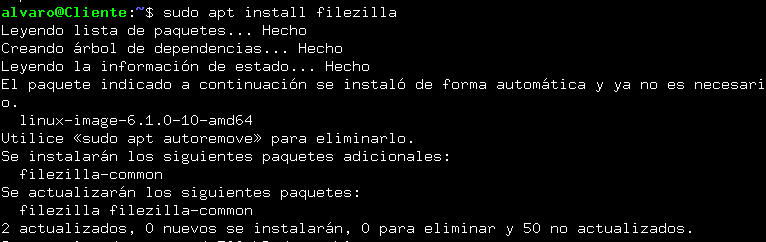 alvaro@Cliente:~$ sudo apt install filezilla
Leyendo lista de paquetes... Hecho
Creando árbol de dependencias... Hecho
Leyendo la información de estado... Hecho
El paquete indicado a continuación se instaló de forma automática y ya no es necesari
o.
linux-image-6.1.0-10-amd64
Utilice «sudo apt autoremove» para eliminarlo.
Se instalarán los siguientes paquetes adicionales:
filezilla-common
Se actualizarán los siguientes paquetes:
filezilla filezilla-common
2 actualizados, 0 nuevos se instalarán, 0 para eliminar y 50 no actualizados.